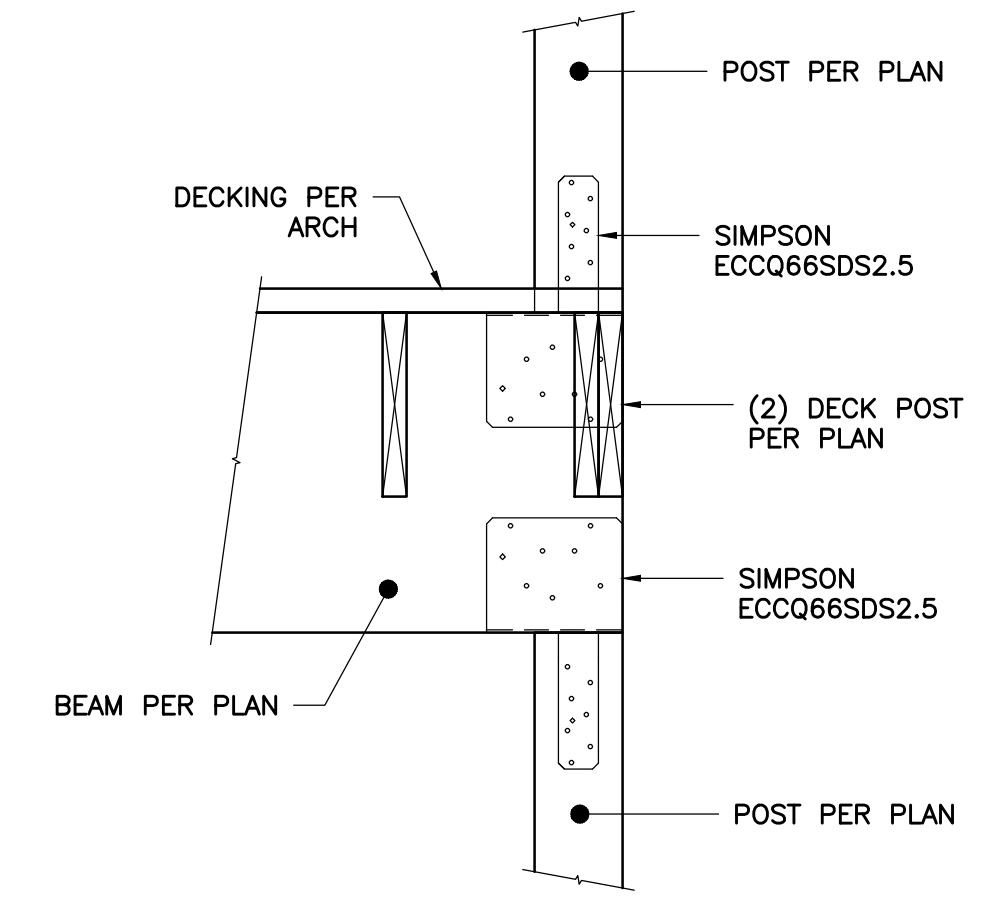 POST PER PLAN
DECKING PER
ARCH
SIMPSON
ECCQ66SDS2.5
(2) DECK POST
PER PLAN
SIMPSON
ECCQ66SDS2.5
BEAM PER PLAN
POST PER PLAN